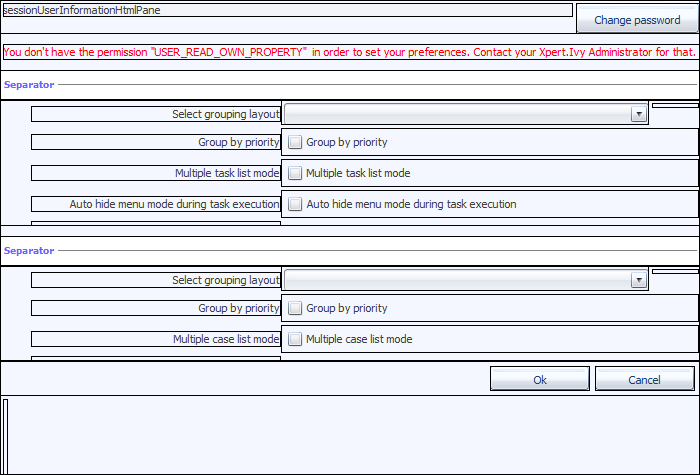 sessionUserInformationHtmlPane
Change password
You don't have the permission "USER_READ_OWN_PROPERTY" in order to set your preferences. Contact your Xpert.Ivy Administrator for that.
Separator
Select grouping layout
Group by priority Group by priority
Multiple task list mode Multiple task list mode
Auto hide menu mode during task execution Auto hide menu mode during task execution
Separator
Select grouping layout
Group by priority Group by priority
Multiple case list mode Multiple case list mode
Ok Cancel